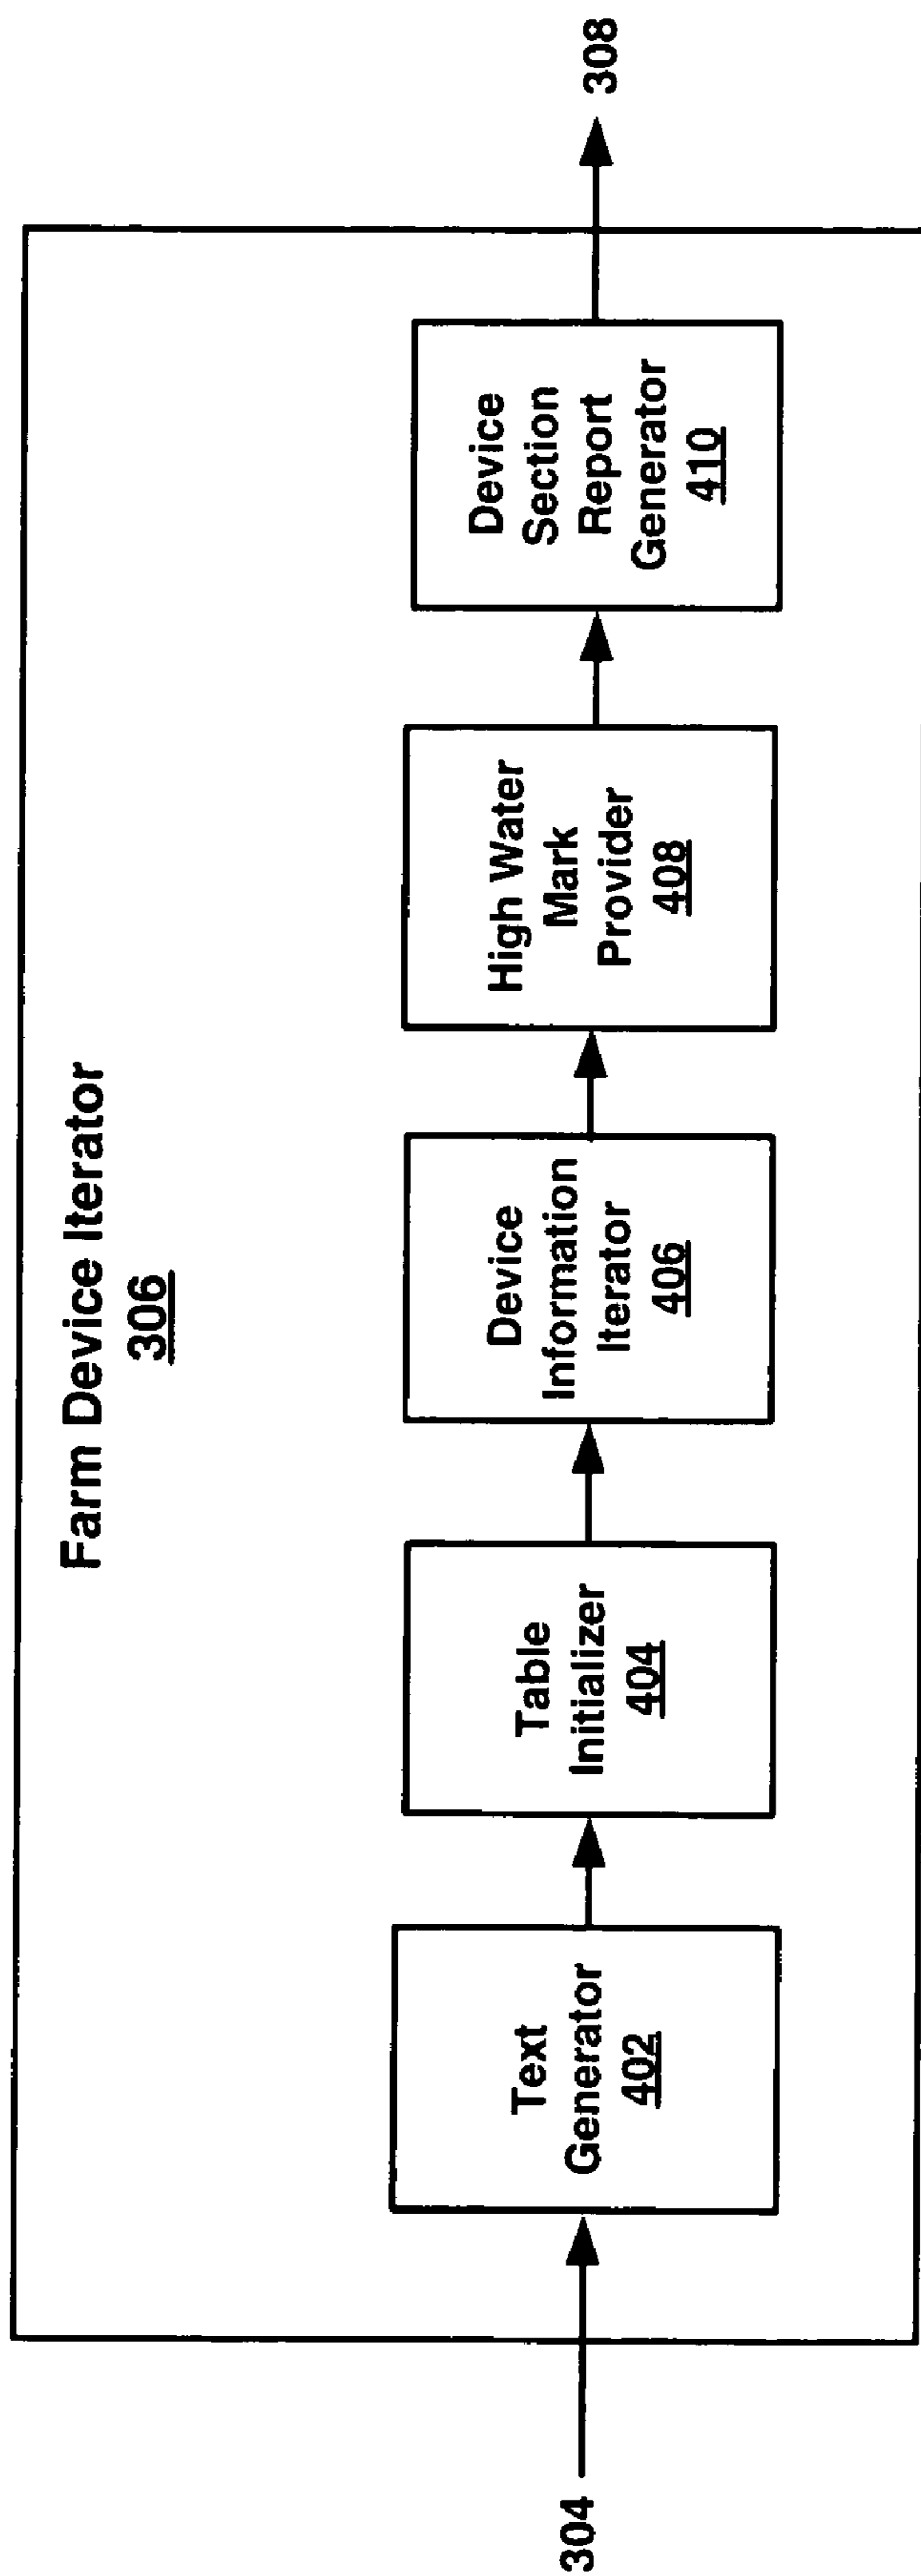 Farm Device Iterator
306
304
Text
Generator
402
Table
Initializer
404
Device
Information
Iterator
406
High Water
Mark
Provider
408
Device
Section
Report
Generator
410
308